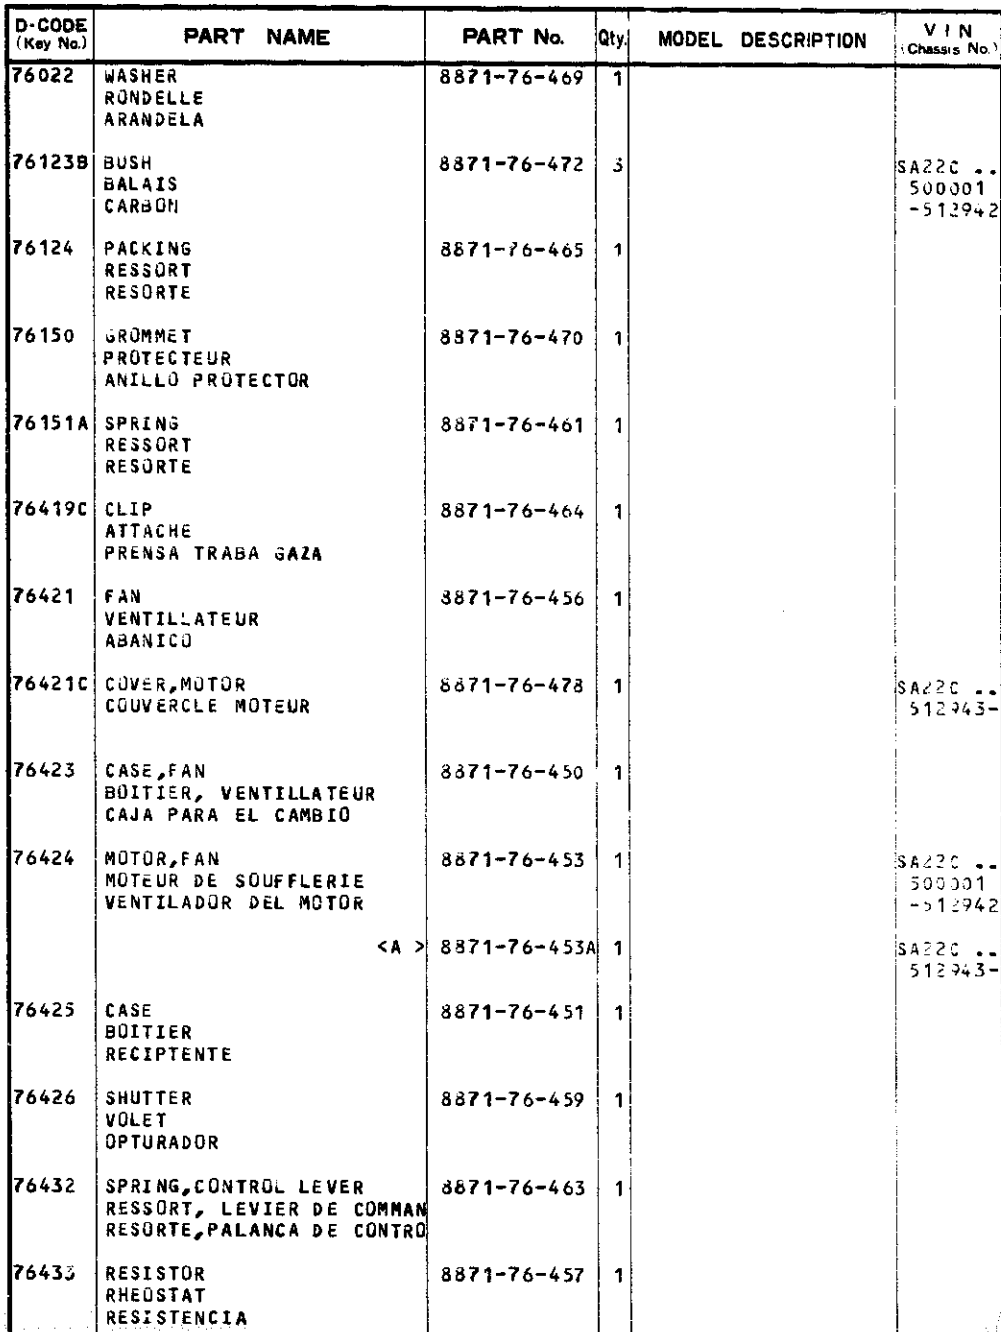 D-CODE (Key No.) PART NAME PART No. Qty. MODEL DESCRIPTION VIN (Chassis No.)
76022 WASHER 8871-76-469 1
RONDELLE
ARANDELA
76123B BUSH 8871-76-472 3 SA22C ..
BALAIS 500001
CARBON -512942
76124 PACKING 8871-76-465 1
RESSORT
RESORTE
76150 GROMMET 8871-76-470 1
PROTECTEUR
ANILLO PROTECTOR
76151A SPRING 8871-76-461 1
RESSORT
RESORTE
76419C CLIP 8871-76-464 1
ATTACHE
PRENSA TRABA GAZA
76421 FAN 8871-76-456 1
VENTILLATEUR
ABANICO
76421C COVER,MOTOR 8871-76-478 1 SA22C ..
COUVERCLE MOTEUR 512943-
76423 CASE,FAN 8871-76-450 1
BOITIER, VENTILLATEUR
CAJA PARA EL CAMBIO
76424 MOTOR,FAN 8871-76-453 1 SA22C ..
MOTEUR DE SOUFFLERIE 500001
VENTILADOR DEL MOTOR -512942
<A > 8871-76-453A 1 SA22C ..
512943-
76425 CASE 8871-76-451 1
BOITIER
RECIPTENTE
76426 SHUTTER 8871-76-459 1
VOLET
OPTURADOR
76432 SPRING,CONTROL LEVER 8871-76-463 1
RESSORT, LEVIER DE COMMAN
RESORTE,PALANCA DE CONTRO
76433 RESISTOR 8871-76-457 1
RHEOSTAT
RESISTENCIA